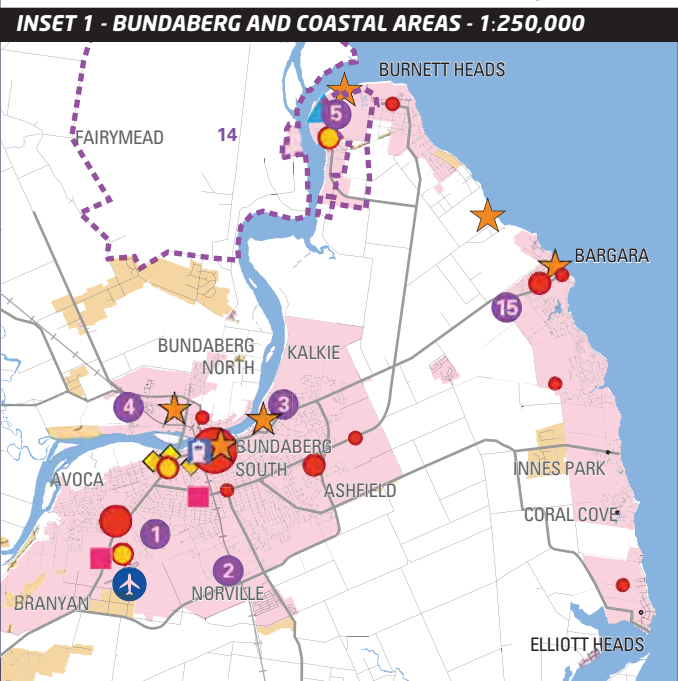 INSET 1 - BUNDABERG AND COASTAL AREAS - 1:250,000
BURNETT HEADS
5
FAIRYMEAD
14
BARGARA
15
BUNDABERG
NORTH
KALKIE
4
3
BUNDABERG
SOUTH
AVOCA
INNES PARK
ASHFIELD
CORAL COVE
1
2
NORVILLE
BRANYAN
ELLIOTT HEADS